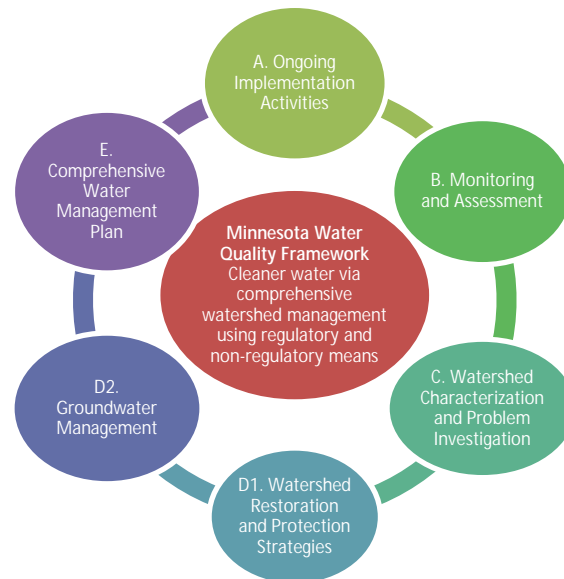 A. Ongoing
Implementation
Activities
B. Monitoring
and Assessment
C. Watershed
Characterization
and Problem
Investigation
D1. Watershed
Restoration
and Protection
Strategies
D2.
Groundwater
Management
E.
Comprehensive
Water
Management
Plan
Minnesota Water
Quality Framework
Cleaner water via
comprehensive
watershed management
using regulatory and
non-regulatory means